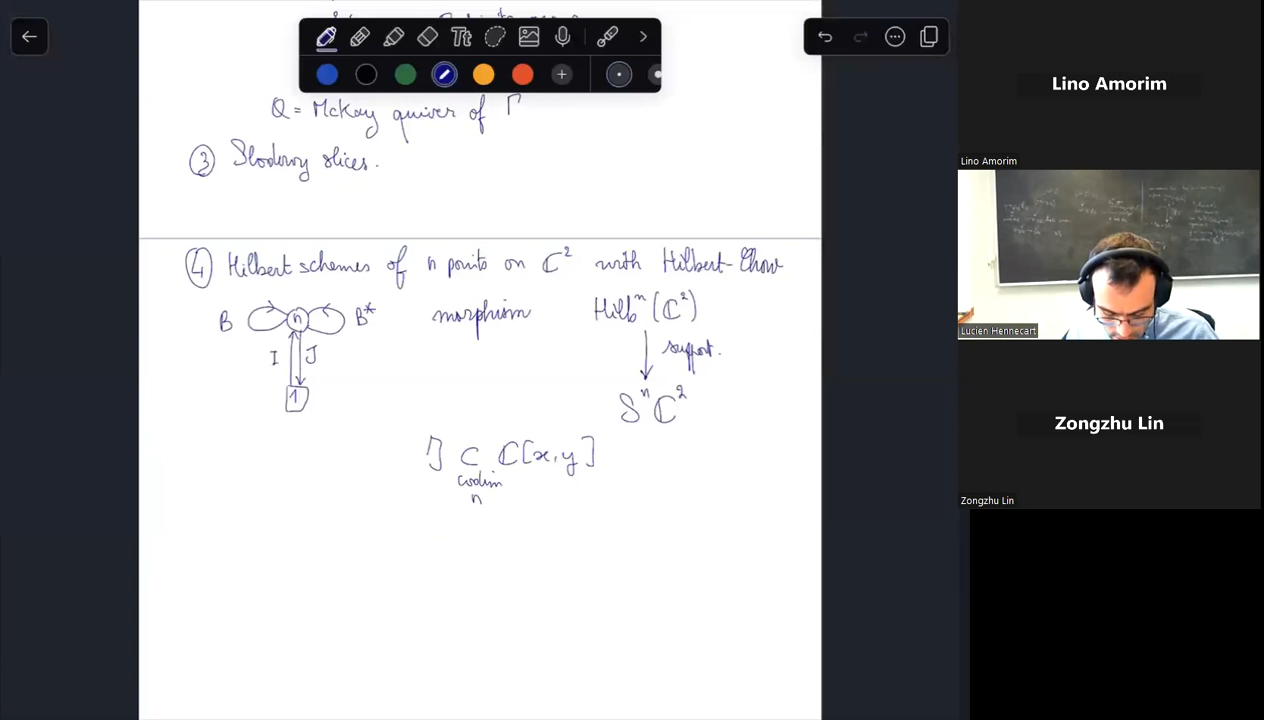 Q = McKay quiver of Γ
③ Slodowy slices.
④ Hilbert schemes of n points on ℂ² with Hilbert-Chow
morphism Hilbⁿ(ℂ²)
B n B*
I J
support.
1
SⁿC²
J ⊂ ℂ[x,y]
codim
n
Tt
Lino Amorim
Lino Amorim
Lucien Hennecart
Zongzhu Lin
Zongzhu Lin